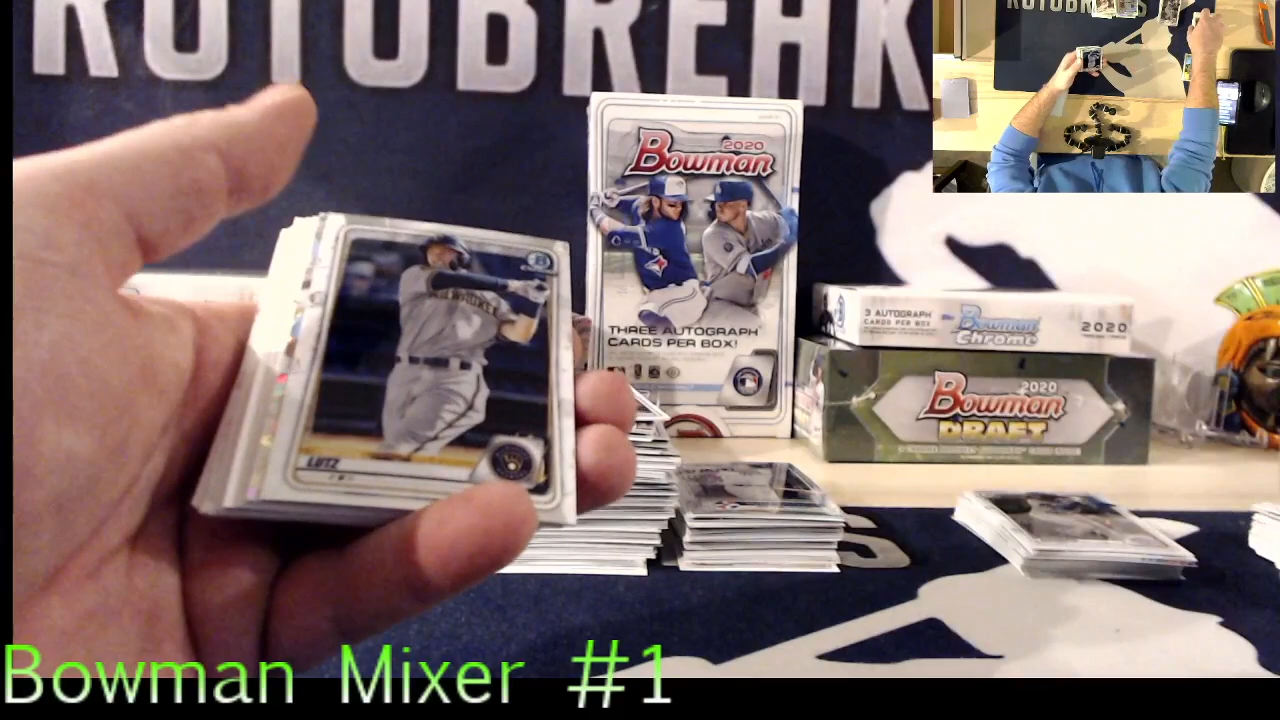 ROTOBREAK
ROTOBREAK
2020
Bowman
THREE AUTOGRAPH
CARDS PER BOX!
3 AUTOGRAPH
CARDS PER BOX
Bowman
Chrome
2020
2020
Bowman
DRAFT
LUTZ
Bowman Mixer #1